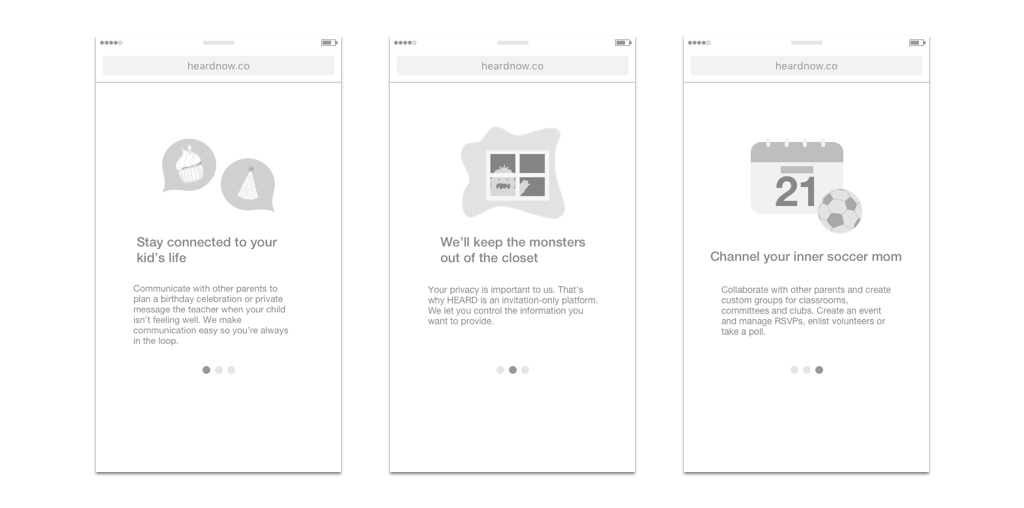 heardnow.co
Stay connected to your
kid's life
Communicate with other parents to
plan a birthday celebration or private
message the teacher when your child
isn't feeling well. We make
communication easy so you're always
in the loop.
heardnow.co
We'll keep the monsters
out of the closet
Your privacy is important to us. That's
why HEARD is an invitation-only platform.
We let you control the information you
want to provide.
heardnow.co
21
Channel your inner soccer mom
Collaborate with other parents and create
custom groups for classrooms,
committees and clubs. Create an event
and manage RSVPs, enlist volunteers or
take a poll.